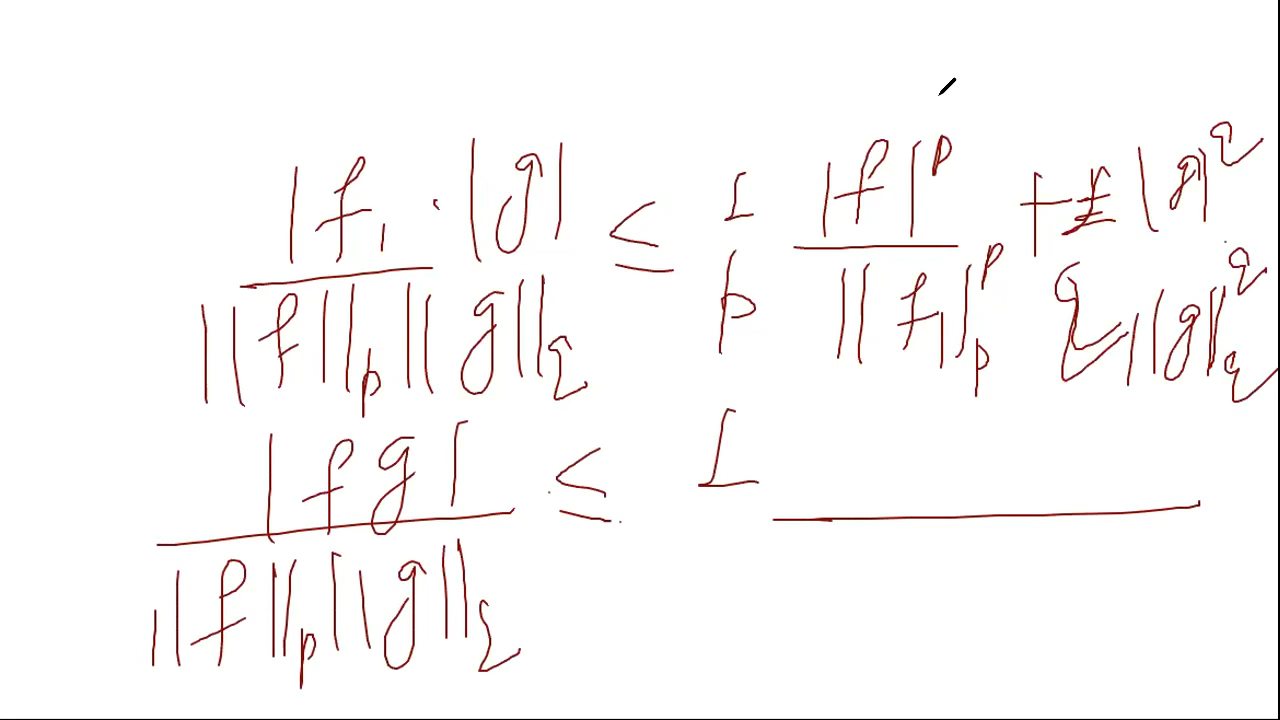 |f| · |g| ≤ 1 |f|^p + 1 |g|^q
||f||_p ||g||_q p ||f||_p^p q ||g||_q^q
|fg| ≤ 1
||f||_p ||g||_q